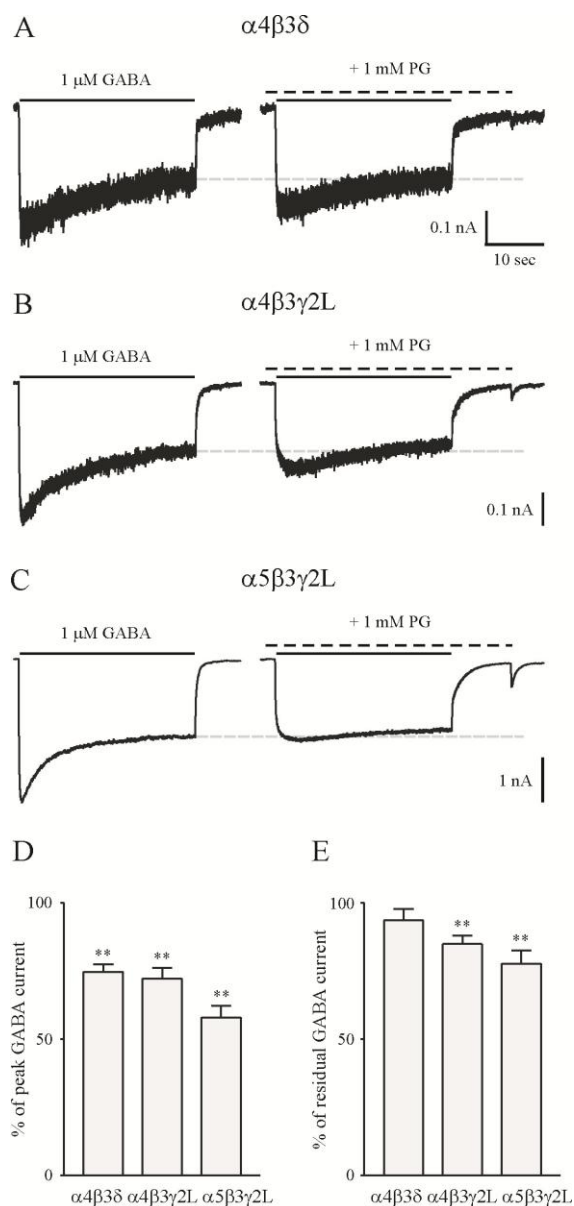 A
α4β3δ
1 μM GABA
+ 1 mM PG
0.1 nA
10 sec
B
α4β3γ2L
1 μM GABA
+ 1 mM PG
0.1 nA
C
α5β3γ2L
1 μM GABA
+ 1 mM PG
1 nA
D
% of peak GABA current
100
50
0
**
**
**
α4β3δ α4β3γ2L α5β3γ2L
E
% of residual GABA current
100
50
0
**
**
α4β3δ α4β3γ2L α5β3γ2L